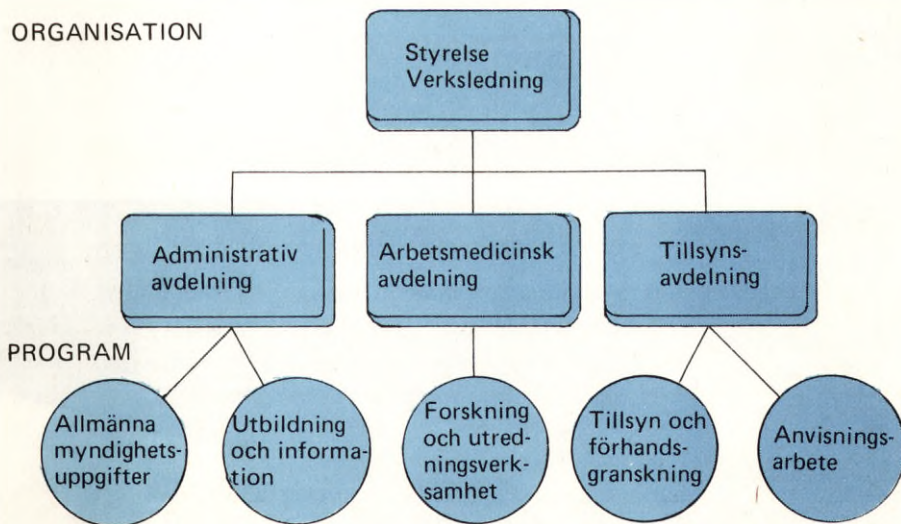 ORGANISATION
Styrelse
Verksledning
Administrativ
avdelning
Arbetsmedicinsk
avdelning
Tillsyns-
avdelning
PROGRAM
Allmänna
myndighets-
uppgifter
Utbildning
och informa-
tion
Forskning
och utred-
ningsverk-
samhet
Tillsyn och
förhands-
granskning
Anvisnings-
arbete